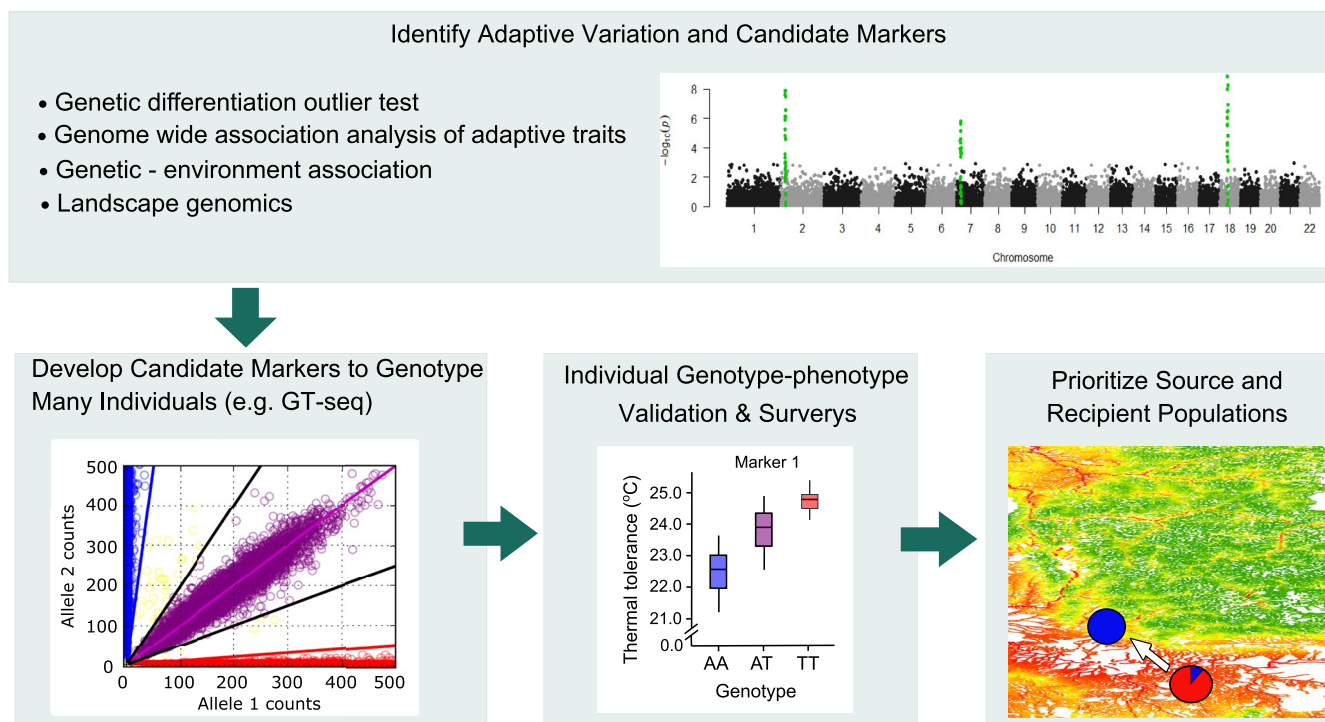 Identify Adaptive Variation and Candidate Markers
• Genetic differentiation outlier test
• Genome wide association analysis of adaptive traits
• Genetic - environment association
• Landscape genomics
8
6
4
2
0
−log₁₀(p)
1 2 3 4 5 6 7 8 9 10 11 12 13 14 15 16 17 18 19 20 22
Chromosome
Develop Candidate Markers to Genotype
Many Individuals (e.g. GT-seq)
500
400
300
200
100
0
Allele 2 counts
0 100 200 300 400 500
Allele 1 counts
Individual Genotype-phenotype
Validation & Surverys
Marker 1
25.0
24.0
23.0
22.0
21.0
0.0
Thermal tolerance (°C)
AA AT TT
Genotype
Prioritize Source and
Recipient Populations